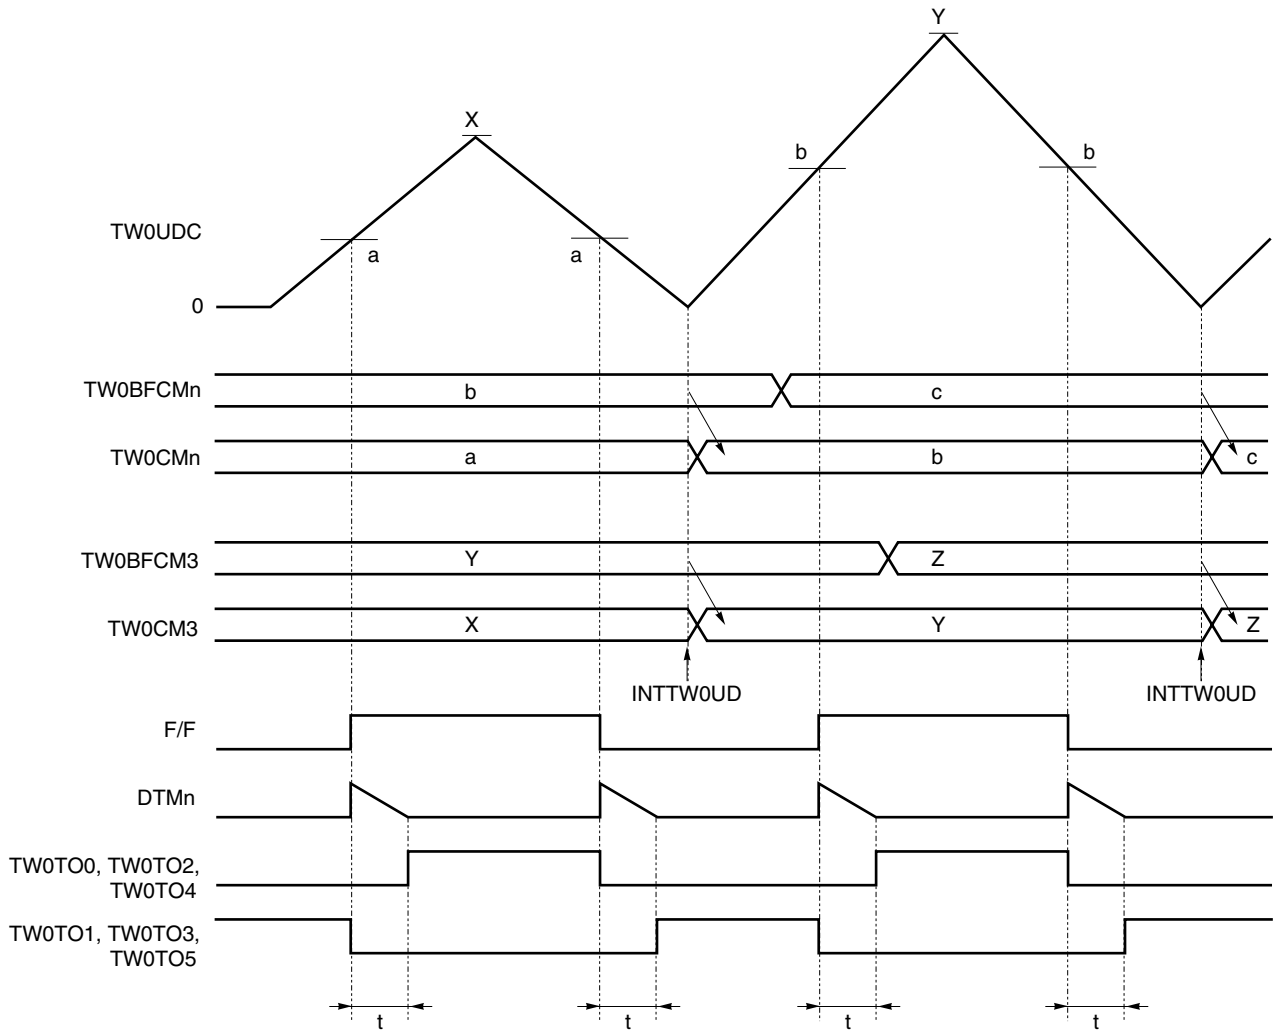 Y
X
b
b
TW0UDC
a
a
0
TW0BFCMn
b
c
TW0CMn
a
b
c
TW0BFCM3
Y
Z
TW0CM3
X
Y
Z
INTTW0UD
INTTW0UD
F/F
DTMn
TW0TO0, TW0TO2,
TW0TO4
TW0TO1, TW0TO3,
TW0TO5
t
t
t
t